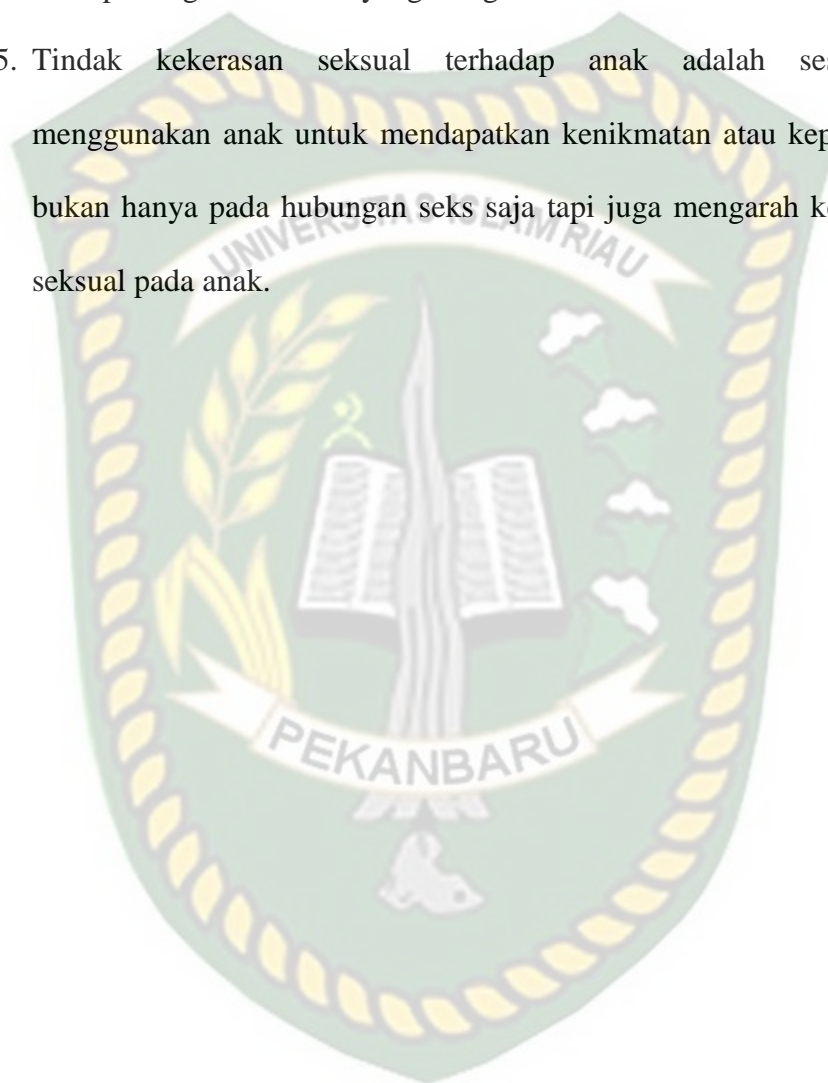 5. Tindak kekerasan seksual terhadap anak adalah
menggunakan anak untuk mendapatkan kenikmatan atau
bukan hanya pada hubungan seks saja tapi juga mengarah
seksual pada anak.
UNIVERSITAS ISLAM RIAU
PEKANBARU